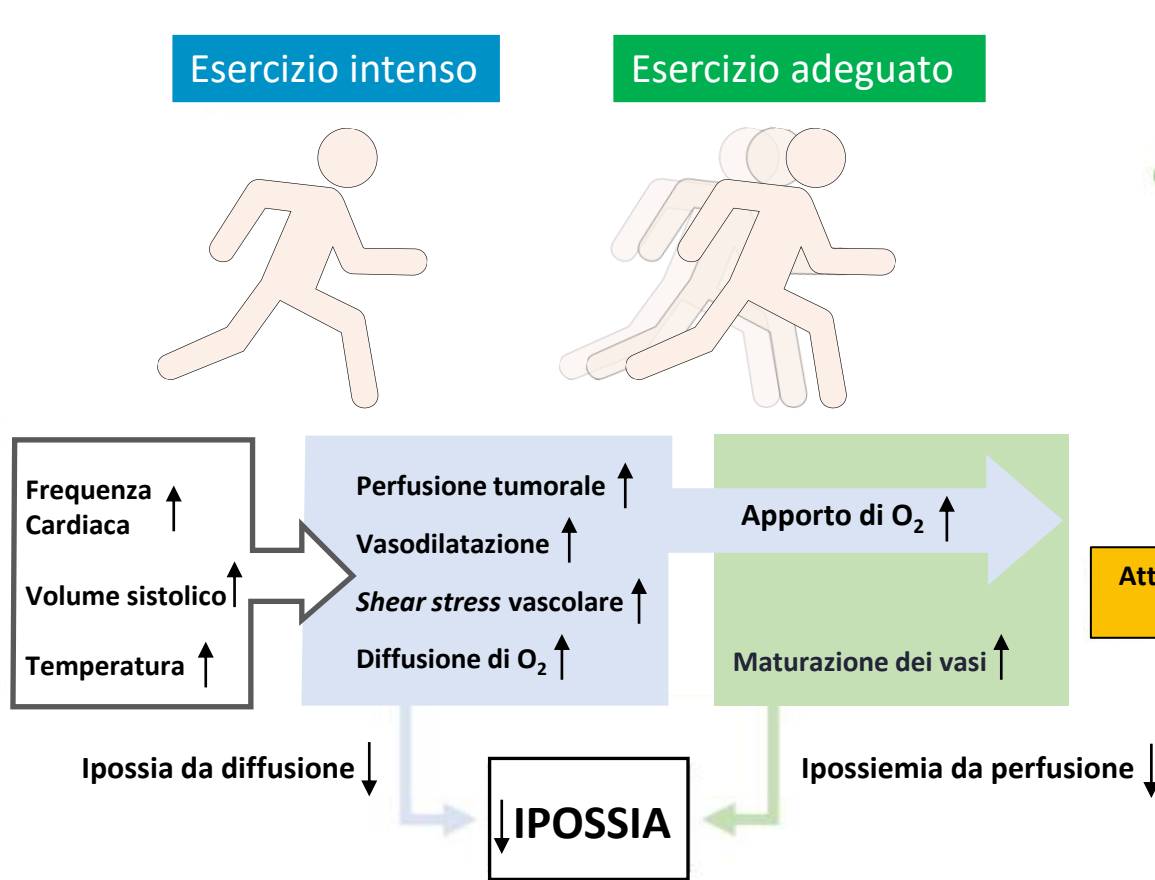 Esercizio intenso
Esercizio adeguato
Frequenza
Cardiaca
Volume sistolico
Temperatura
Perfusione tumorale
Vasodilatazione
Shear stress vascolare
Diffusione di O₂
Apporto di O₂
Maturazione dei vasi
Att
Ipossia da diffusione
Ipossiemia da perfusione
IPOSSIA